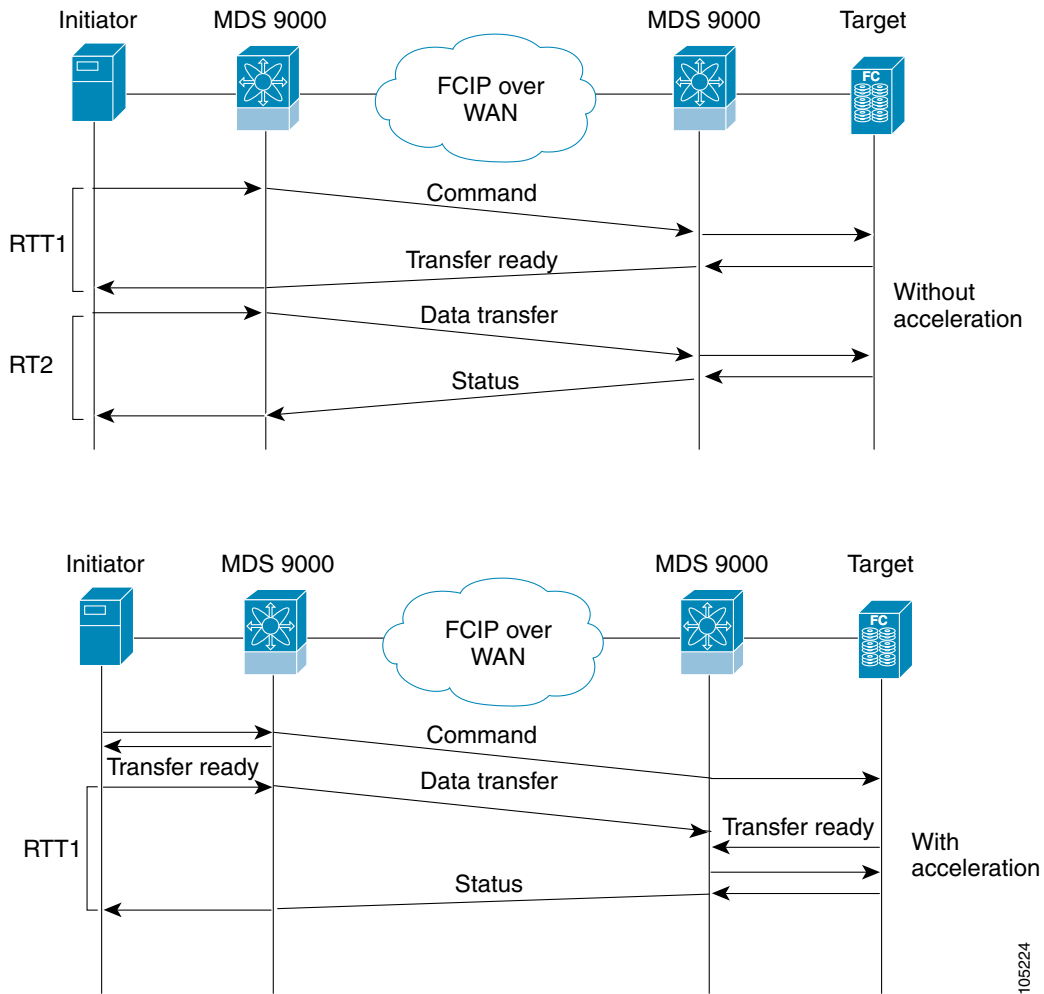 Initiator
MDS 9000
MDS 9000
Target
FCIP over
WAN
FC
Command
RTT1
Transfer ready
Without
acceleration
Data transfer
RT2
Status
Initiator
MDS 9000
MDS 9000
Target
FCIP over
WAN
FC
Command
Transfer ready
Data transfer
Transfer ready
RTT1
With
acceleration
Status
105224